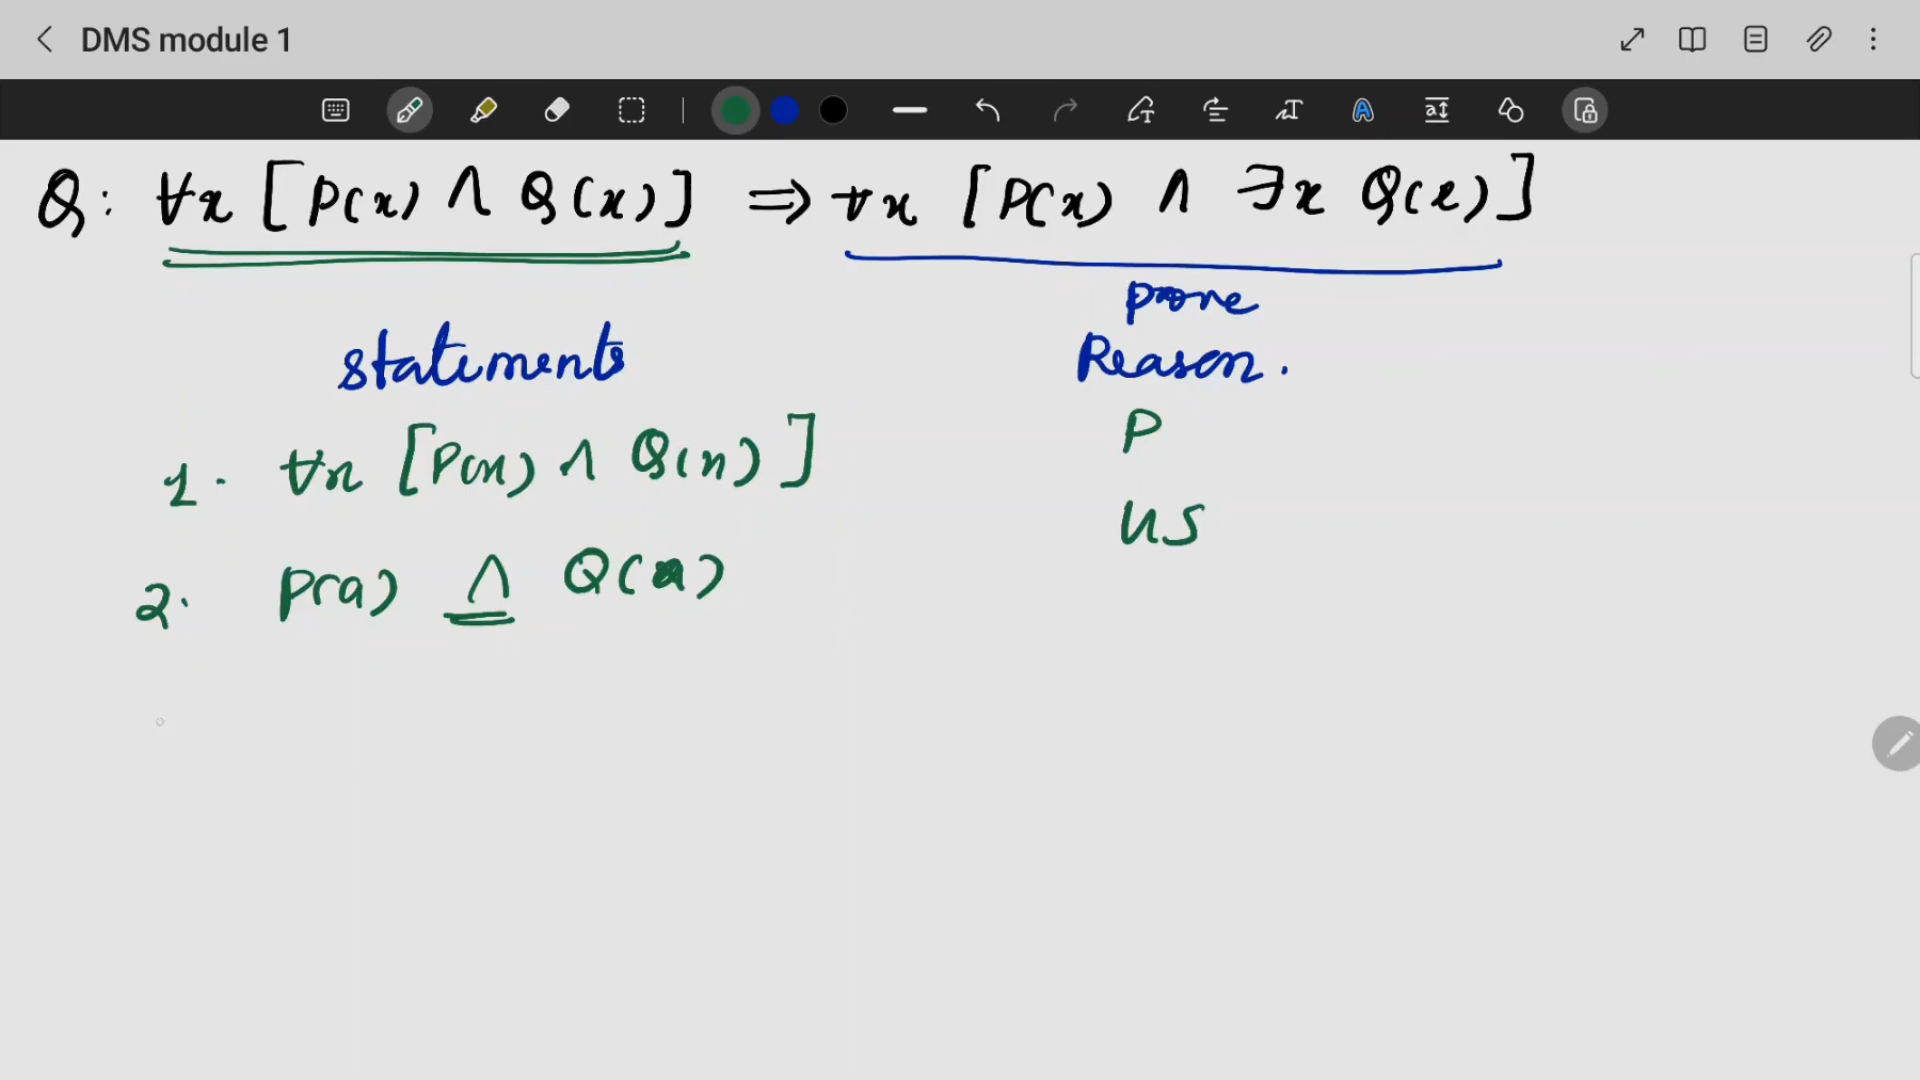 DMS module 1
Q: ∀x [P(x) ∧ Q(x)] ⇒ ∀x [P(x) ∧ ∃x Q(x)]
prove
statements Reason.
1. ∀x [P(x) ∧ Q(x)] P
2. P(a) ∧ Q(a) US